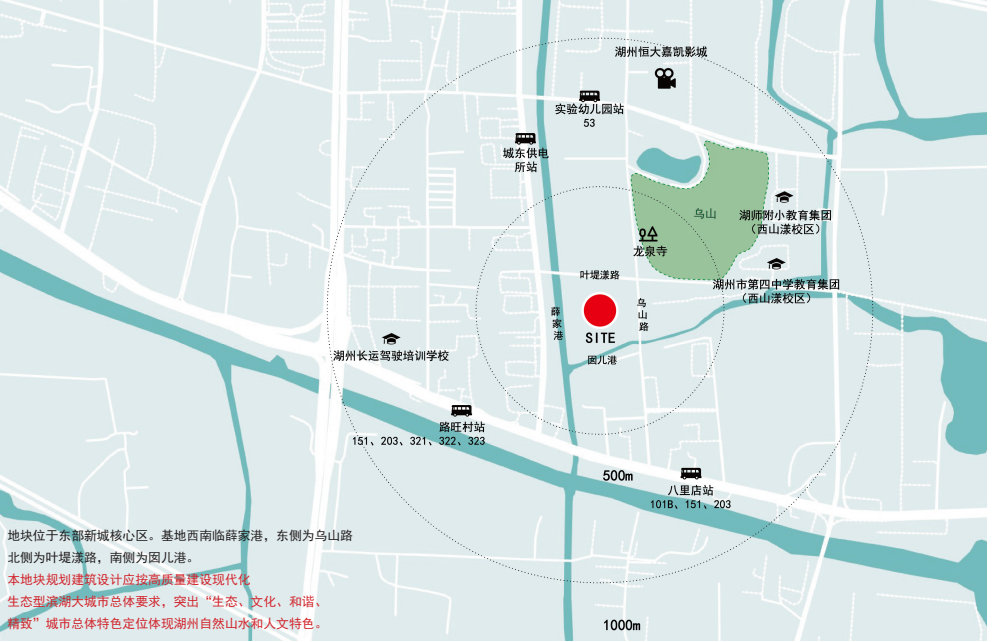 湖州恒大嘉凯影城
实验幼儿园站
53
城东供电
所站
乌山
湖师附小教育集团
（西山漾校区）
龙泉寺
湖州市第四中学教育集团
（西山漾校区）
叶堤漾路
薛家港
乌山路
SITE
囡儿港
湖州长运驾驶培训学校
路旺村站
151、203、321、322、323
500m
八里店站
101B、151、203
地块位于东部新城核心区。基地西南临薛家港，东侧为乌山路
北侧为叶堤漾路，南侧为囡儿港。
本地块规划建筑设计应按高质量建设现代化
生态型滨湖大城市总体要求，突出“生态、文化、和谐、
精致”城市总体特色定位体现湖州自然山水和人文特色。
1000m